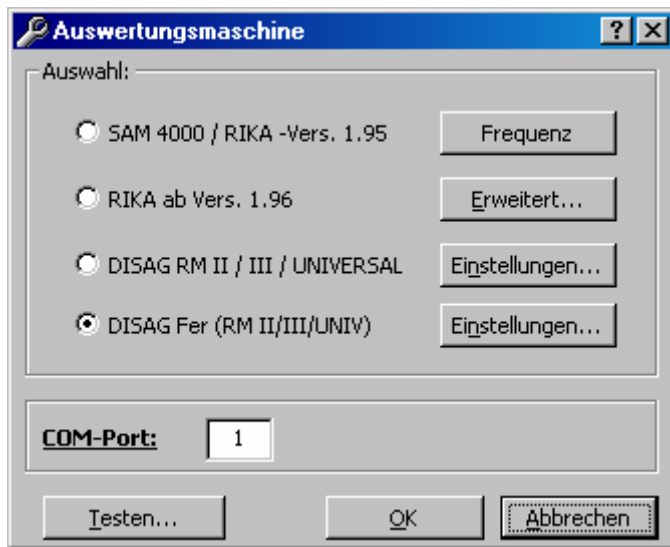 Auswertungsmaschine
Auswahl:
SAM 4000 / RIKA -Vers. 1.95 Frequenz
RIKA ab Vers. 1.96 Erweitert...
DISAG RM II / III / UNIVERSAL Einstellungen...
DISAG Fer (RM II/III/UNIV) Einstellungen...
COM-Port: 1
Testen... OK Abbrechen